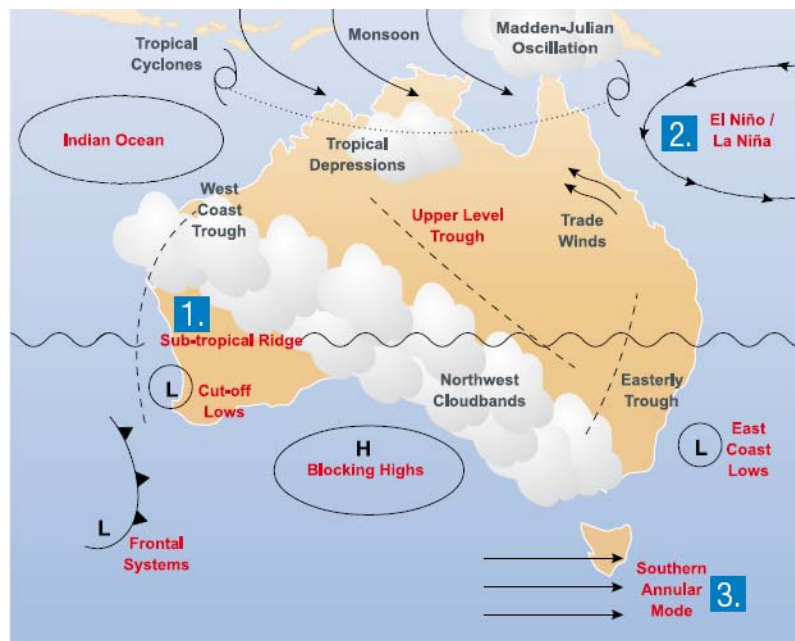 Tropical
Cyclones
Monsoon
Madden-Julian
Oscillation
Indian Ocean
2.
El Niño /
La Niña
Tropical
Depressions
West
Coast
Trough
Upper Level
Trough
Trade
Winds
1.
Sub-tropical Ridge
L
Cut-off
Lows
Northwest
Cloudbands
Easterly
Trough
H
Blocking Highs
L
East
Coast
Lows
L
Frontal
Systems
Southern
Annular
Mode
3.